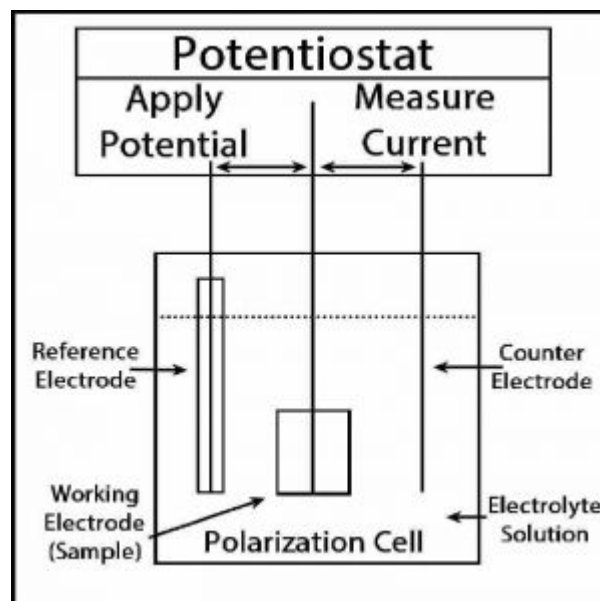 Potentiostat
Apply
Potential
Measure
Current
Reference
Electrode
Counter
Electrode
Working
Electrode
(Sample)
Electrolyte
Solution
Polarization Cell